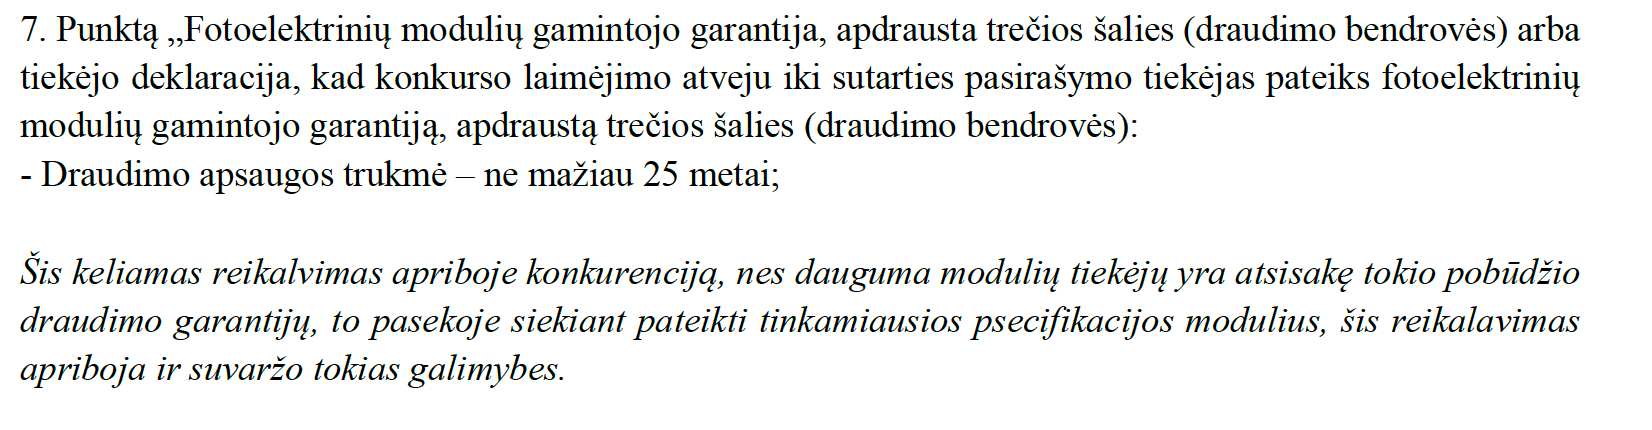 7. Punktą „Fotoelektrinių modulių gamintojo garantija, apdrausta trečios šalies (draudimo bendrovės) arba
tiekėjo deklaracija, kad konkurso laimėjimo atveju iki sutarties pasirašymo tiekėjas pateiks fotoelektrinių
modulių gamintojo garantiją, apdraustą trečios šalies (draudimo bendrovės):
- Draudimo apsaugos trukmė – ne mažiau 25 metai;
Šis keliamas reikalvimas apriboje konkurenciją, nes dauguma modulių tiekėjų yra atsisakę tokio pobūdžio
draudimo garantijų, to pasekoje siekiant pateikti tinkamiausios psecifikacijos modulius, šis reikalavimas
apriboja ir suvaržo tokias galimybes.